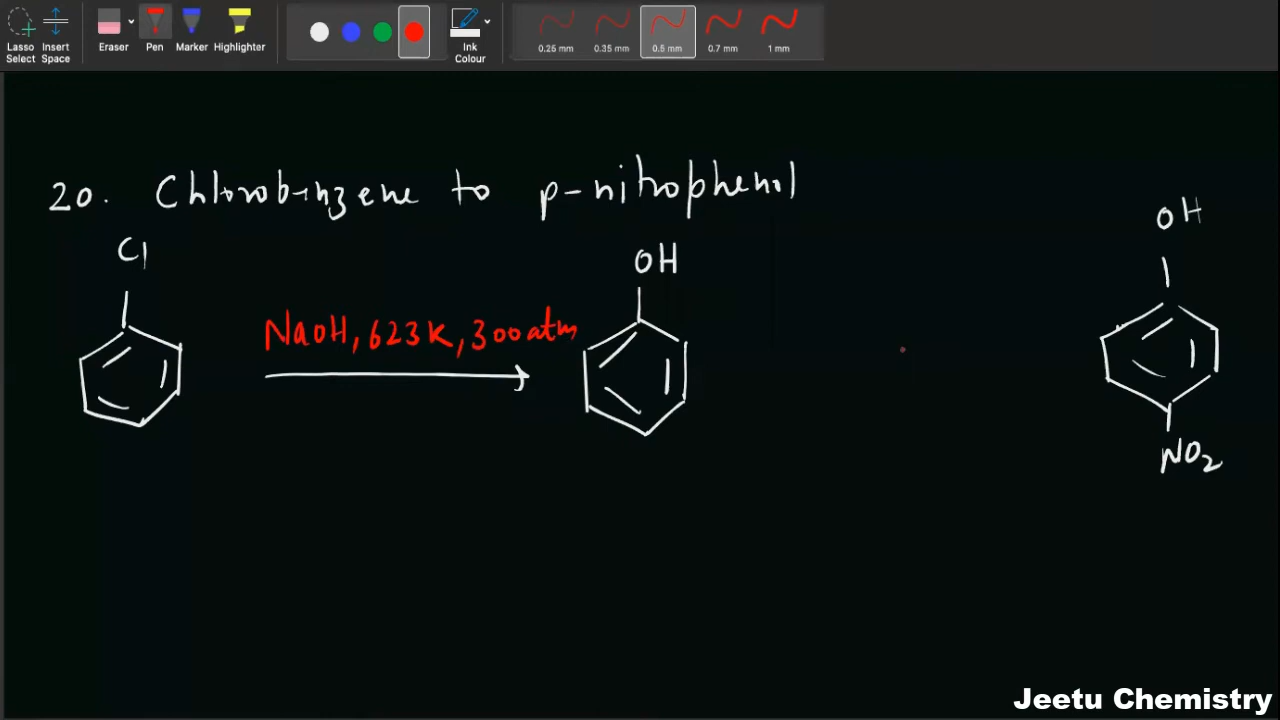 Lasso Select
Insert Space
Eraser
Pen
Marker
Highlighter
Ink Colour
0.25 mm
0.35 mm
0.5 mm
0.7 mm
1 mm
20. Chlorobenzene to p-nitrophenol
Cl
NaOH, 623K, 300atm
OH
OH
NO2
Jeetu Chemistry